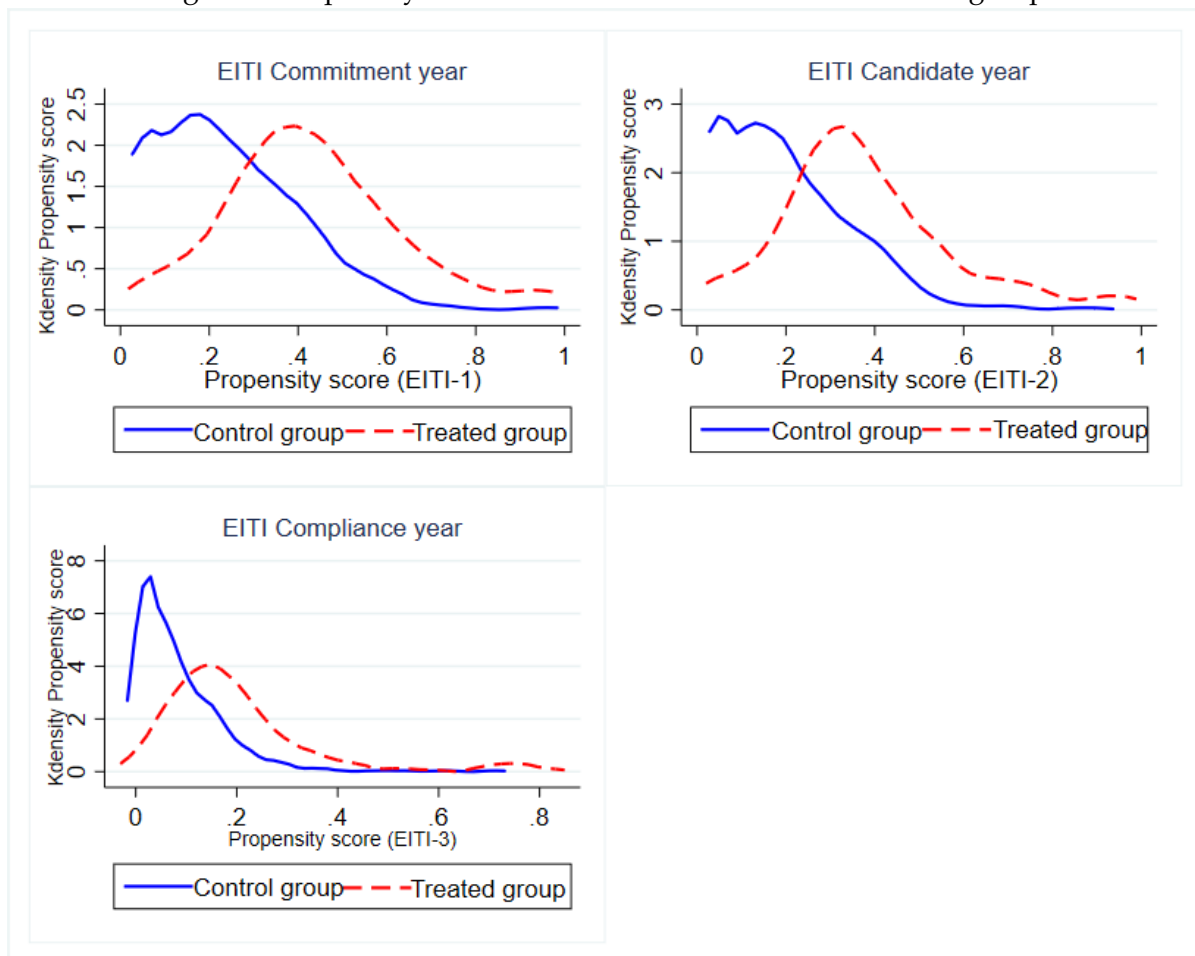 EITI Commitment year
Kdensity Propensity score
2.5
2
1.5
1
.5
0
0 .2 .4 .6 .8 1
Propensity score (EITI-1)
Control group Treated group
EITI Candidate year
Kdensity Propensity score
3
2
1
0
0 .2 .4 .6 .8 1
Propensity score (EITI-2)
Control group Treated group
EITI Compliance year
Kdensity Propensity score
8
6
4
2
0
0 .2 .4 .6 .8
Propensity score (EITI-3)
Control group Treated group